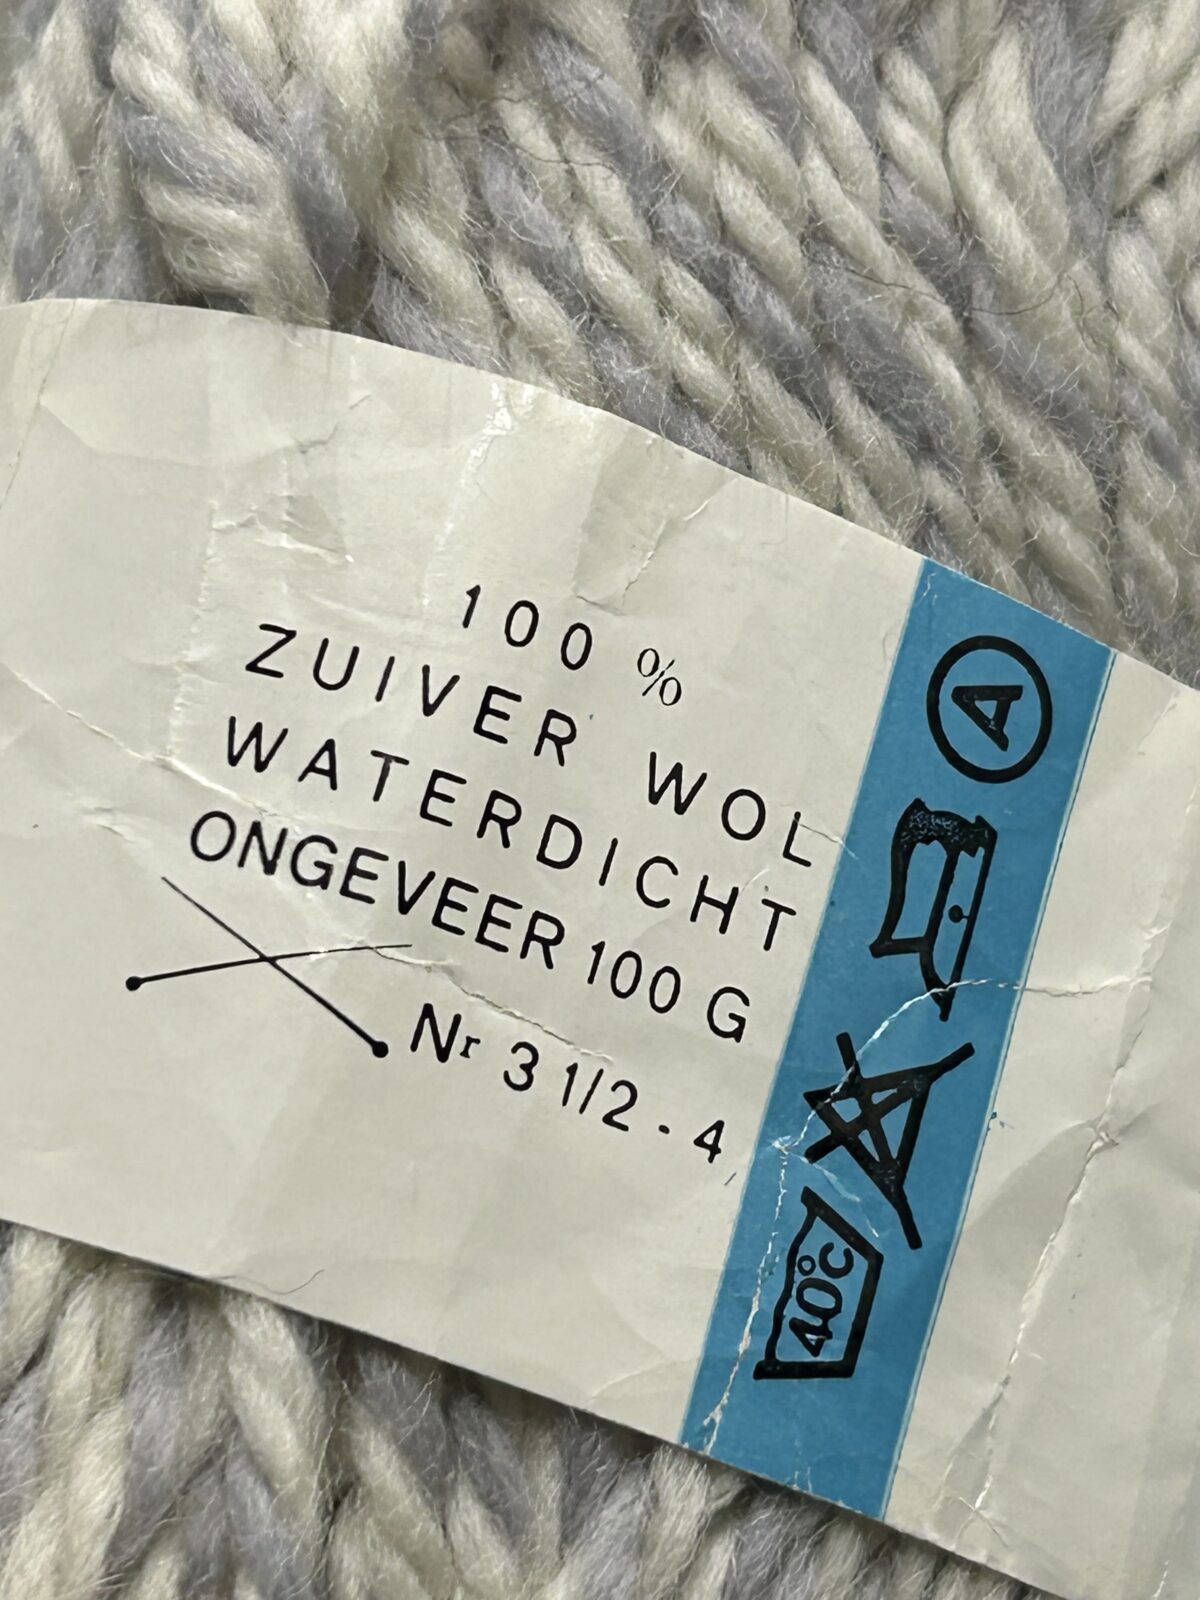 100 %
ZUIVER WOL
WATERDICHT
ONGEVEER 100 G
Nr 3 1/2 - 4
A
40°C